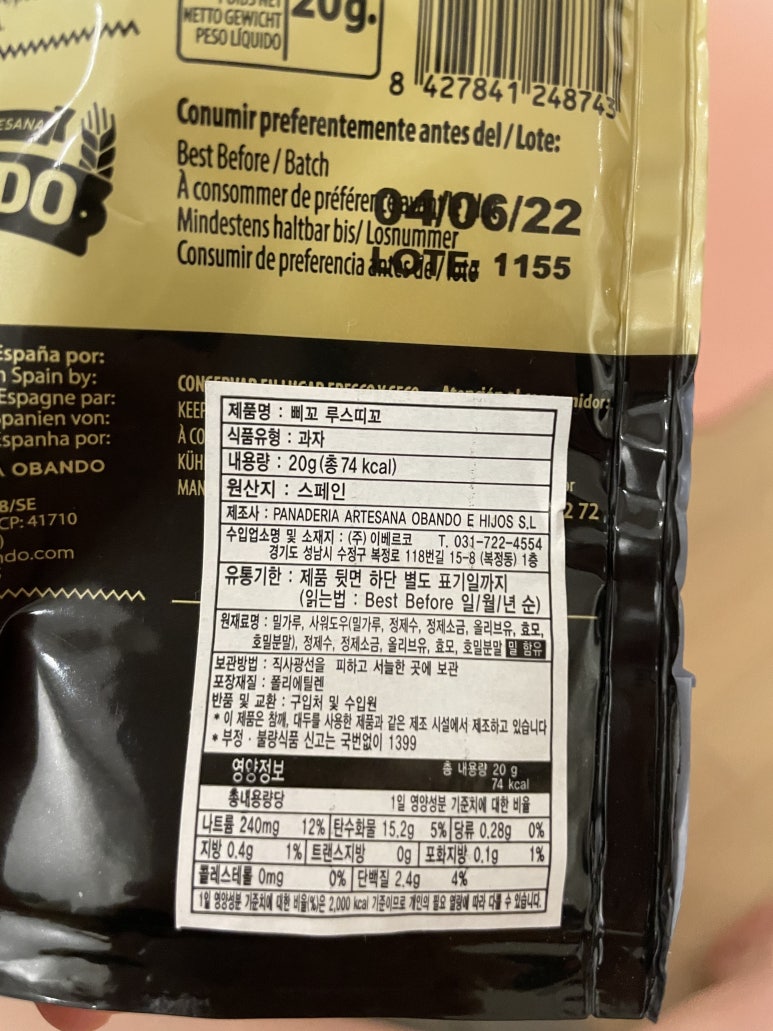 NETTO GEWICHT
PESO LÍQUIDO
20g.
8 427841 248743
ESANA
DO
Conumir preferentemente antes del / Lote:
Best Before / Batch
À consommer de
04/06/22
Mindestens haltbar bis/ Losnummer
Consumir de preferencia antes del / lote
LOTE: 1155
España por:
n Spain by:
Espagne par:
panien von:
spanha por:
OBANDO
B/SE
CP: 41710
ndo.com
KEEP
À CO
KÜH
MAN
midor:
2 72
제품명 : 삐꼬 루스띠꼬
식품유형 : 과자
내용량 : 20g(총 74 kcal)
원산지 : 스페인
제조사 : PANADERIA ARTESANA OBANDO E HIJOS S,L
수입업소명 및 소재지 : (주) 이베르코 T. 031-722-4554
경기도 성남시 수정구 복정로 118번길 15-8 (복정동) 1층
유통기한 : 제품 뒷면 하단 별도 표기일까지
(읽는법 : Best Before 일/월/년 순)
원재료명 : 밀가루, 사워도우(밀가루, 정제수, 정제소금, 올리브유, 효모,
호밀분말), 정제수, 정제소금, 올리브유, 효모, 호밀분말 밀 함유
보관방법 : 직사광선을 피하고 서늘한 곳에 보관
포장재질 : 폴리에틸렌
반품 및 교환 : 구입처 및 수입원
* 이 제품은 참깨, 대두를 사용한 제품과 같은 제조 시설에서 제조하고 있습니다
* 부정 · 불량식품 신고는 국번없이 1399
영양정보 총 내용량 20 g
74 kcal
총내용량당 1일 영양성분 기준치에 대한 비율
나트륨 240mg 12% 탄수화물 15.2g 5% 당류 0.28g 0%
지방 0.4g 1% 트랜스지방 0g 포화지방 0.1g 1%
콜레스테롤 0mg 0% 단백질 2.4g 4%
1일 영양성분 기준치에 대한 비율(%)은 2,000 kcal 기준이므로 개인의 필요 열량에 따라 다를 수 있습니다.